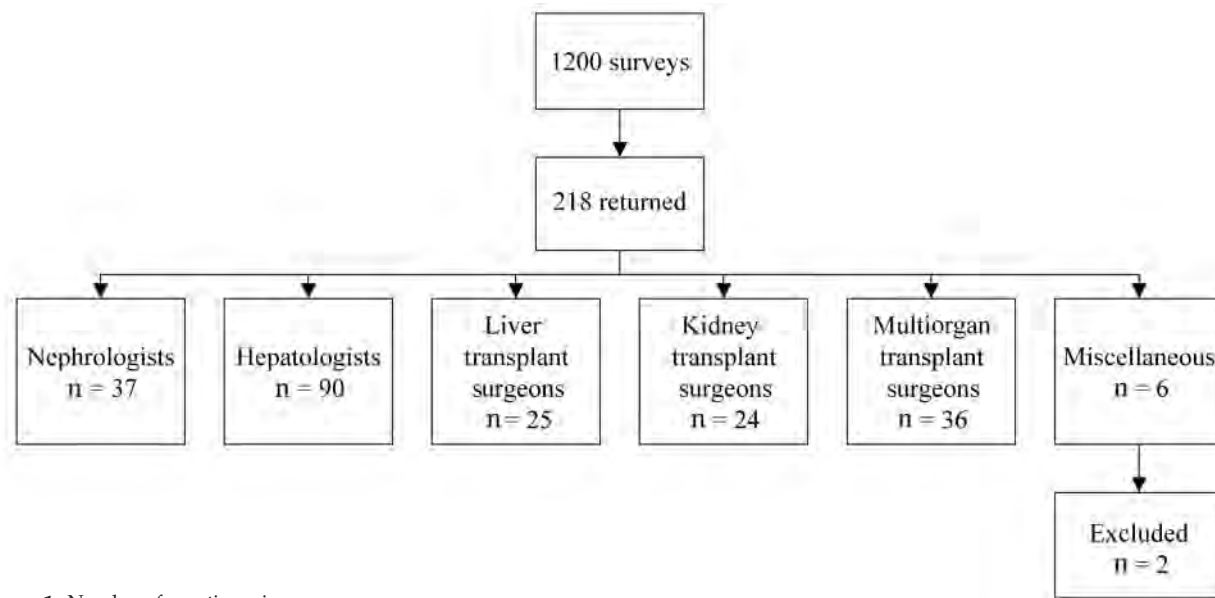 1200 surveys
218 returned
Nephrologists
n = 37
Hepatologists
n = 90
Liver
transplant
surgeons
n = 25
Kidney
transplant
surgeons
n = 24
Multiorgan
transplant
surgeons
n = 36
Miscellaneous
n = 6
Excluded
n = 2